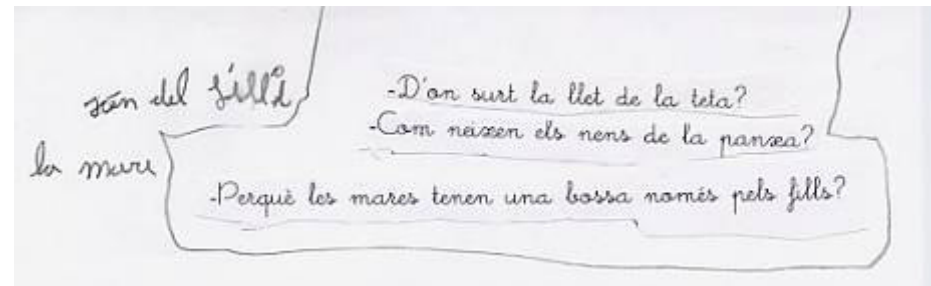 són del fill i
la mare
-D'on surt la llet de la teta?
-Com neixen els nens de la panxa?
-Perquè les mares tenen una bossa només pels fills?